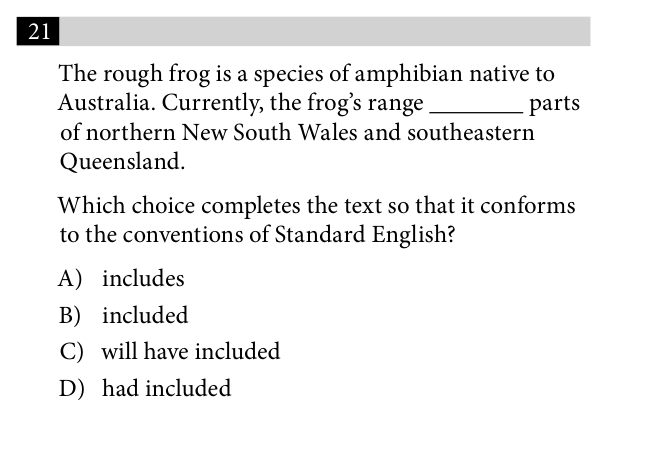 21
The rough frog is a species of amphibian native to
Australia. Currently, the frog’s range ________ parts
of northern New South Wales and southeastern
Queensland.
Which choice completes the text so that it conforms
to the conventions of Standard English?
A) includes
B) included
C) will have included
D) had included